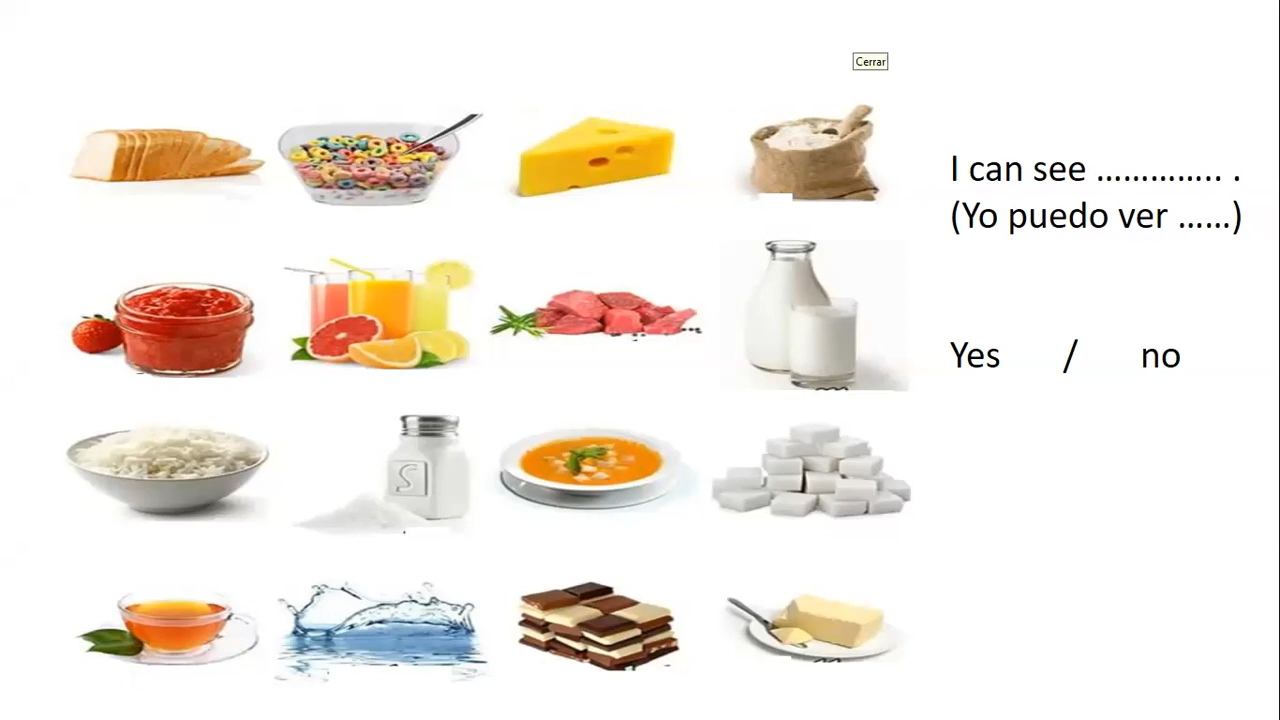 Cerrar
I can see ………….. .
(Yo puedo ver ……)
Yes / no
S